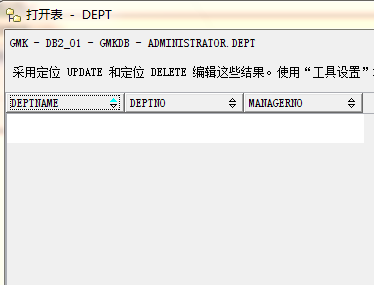 打开表 - DEPT
GMK - DB2_01 - GMKDB - ADMINISTRATOR.DEPT
采用定位 UPDATE 和定位 DELETE 编辑这些结果。使用“工具设置”
DEPTNAME DEPTNO MANAGERNO